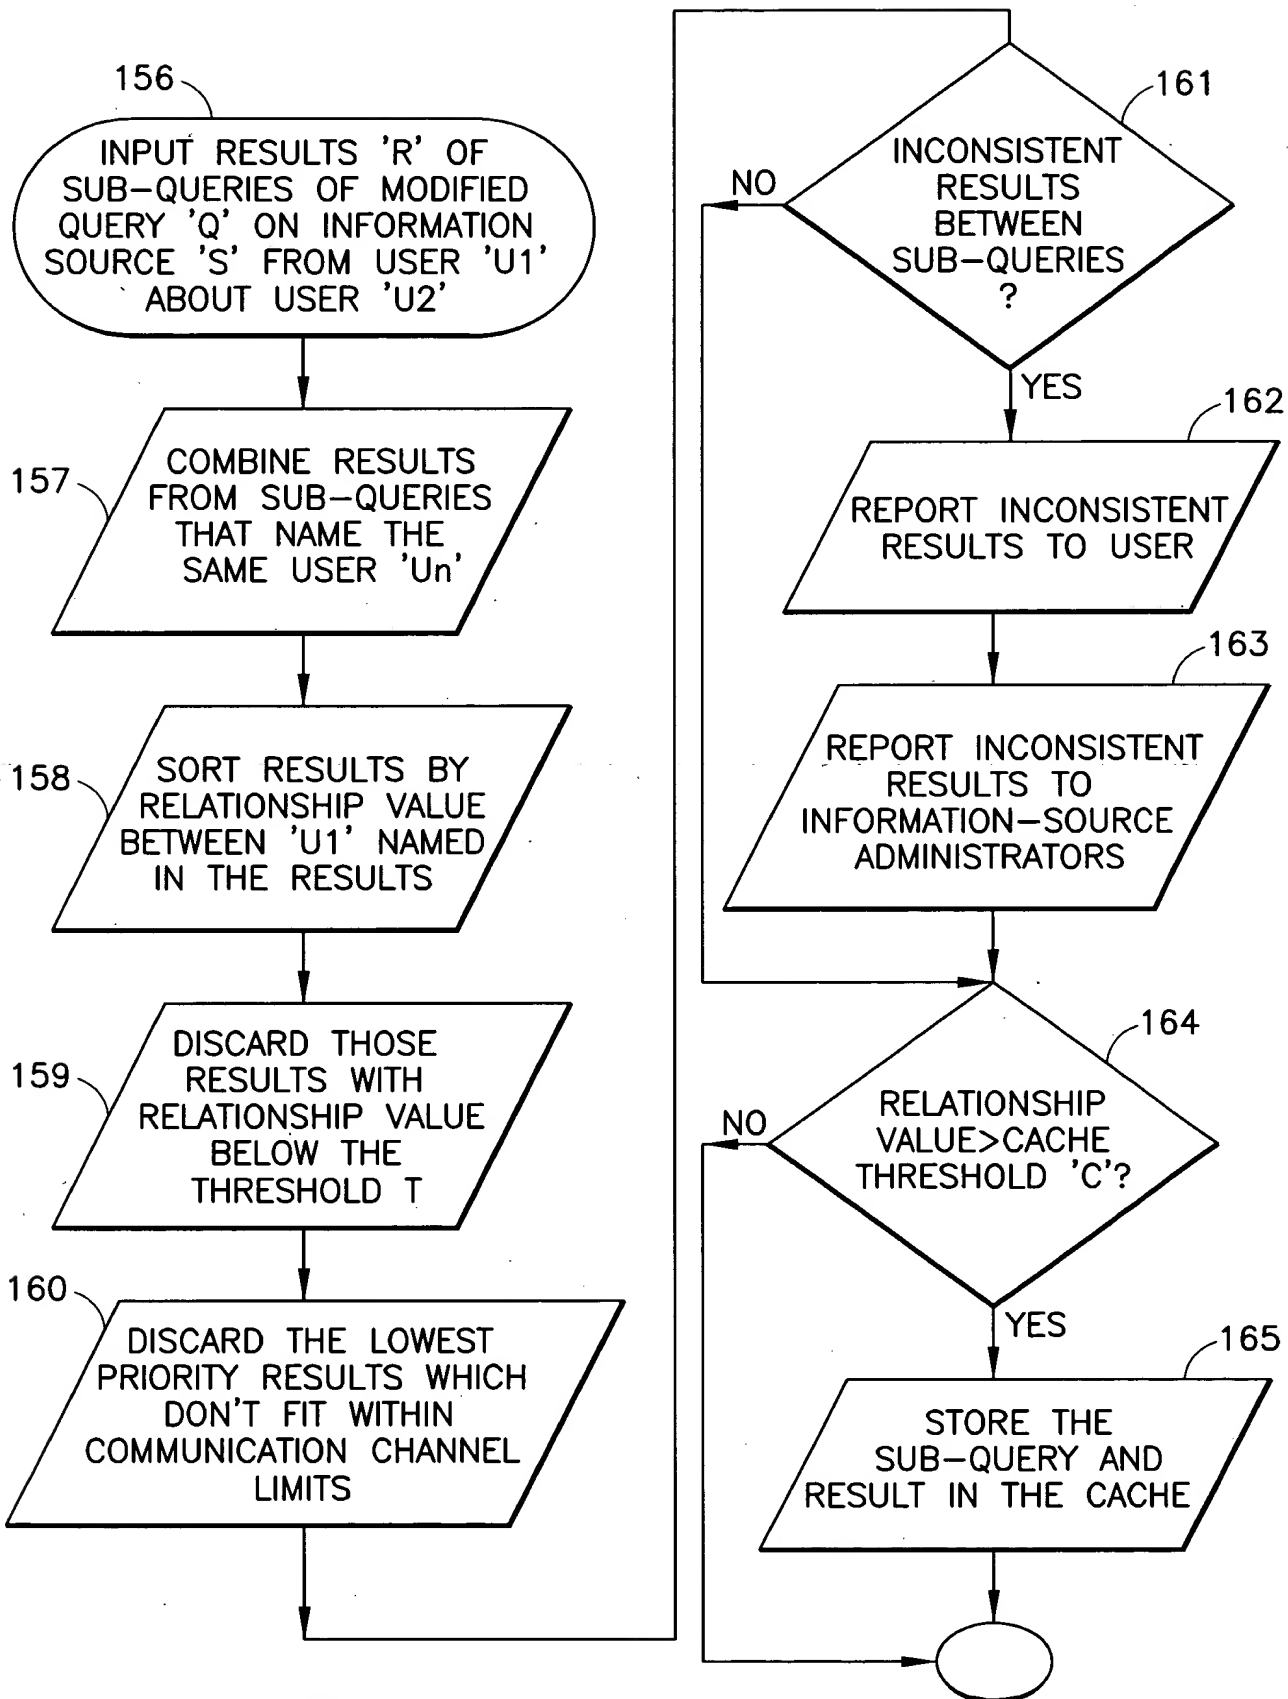 156
INPUT RESULTS 'R' OF
SUB-QUERIES OF MODIFIED
QUERY 'Q' ON INFORMATION
SOURCE 'S' FROM USER 'U1'
ABOUT USER 'U2'
157
COMBINE RESULTS
FROM SUB-QUERIES
THAT NAME THE
SAME USER 'Un'
158
SORT RESULTS BY
RELATIONSHIP VALUE
BETWEEN 'U1' NAMED
IN THE RESULTS
159
DISCARD THOSE
RESULTS WITH
RELATIONSHIP VALUE
BELOW THE
THRESHOLD T
160
DISCARD THE LOWEST
PRIORITY RESULTS WHICH
DON'T FIT WITHIN
COMMUNICATION CHANNEL
LIMITS
161
INCONSISTENT
RESULTS
BETWEEN
SUB-QUERIES
?
NO
YES
162
REPORT INCONSISTENT
RESULTS TO USER
163
REPORT INCONSISTENT
RESULTS TO
INFORMATION-SOURCE
ADMINISTRATORS
164
RELATIONSHIP
VALUE>CACHE
THRESHOLD 'C'?
NO
YES
165
STORE THE
SUB-QUERY AND
RESULT IN THE CACHE